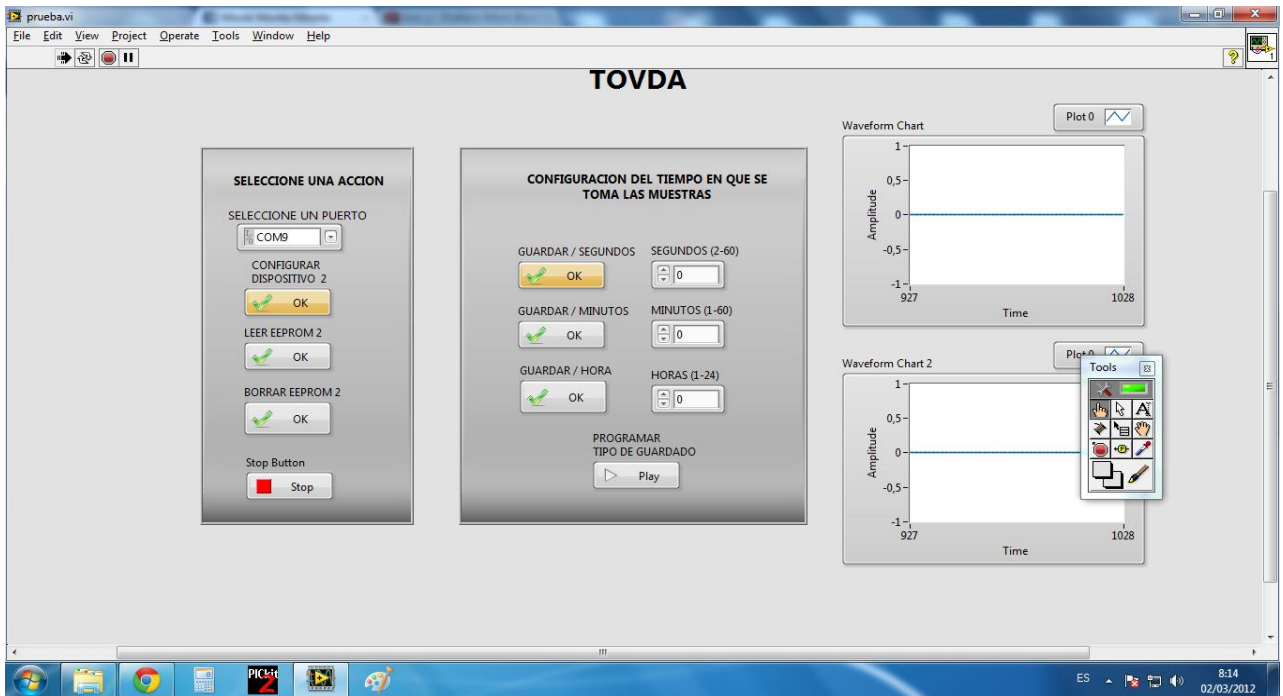 prueba.vi
File Edit View Project Operate Tools Window Help
TOVDA
SELECCIONE UNA ACCION
SELECCIONE UN PUERTO
COM9
CONFIGURAR
DISPOSITIVO 2
OK
LEER EEPROM 2
OK
BORRAR EEPROM 2
OK
Stop Button
Stop
CONFIGURACION DEL TIEMPO EN QUE SE
TOMA LAS MUESTRAS
GUARDAR / SEGUNDOS SEGUNDOS (2-60)
OK 0
GUARDAR / MINUTOS MINUTOS (1-60)
OK 0
GUARDAR / HORA HORAS (1-24)
OK 0
PROGRAMAR
TIPO DE GUARDADO
Play
Waveform Chart
Plot 0
Amplitude
1
0,5
0
-0,5
-1
927 1028
Time
Waveform Chart 2
Plot 0
Amplitude
1
0,5
0
-0,5
-1
927 1028
Time
Tools
PICkit
2
ES
8:14
02/03/2012